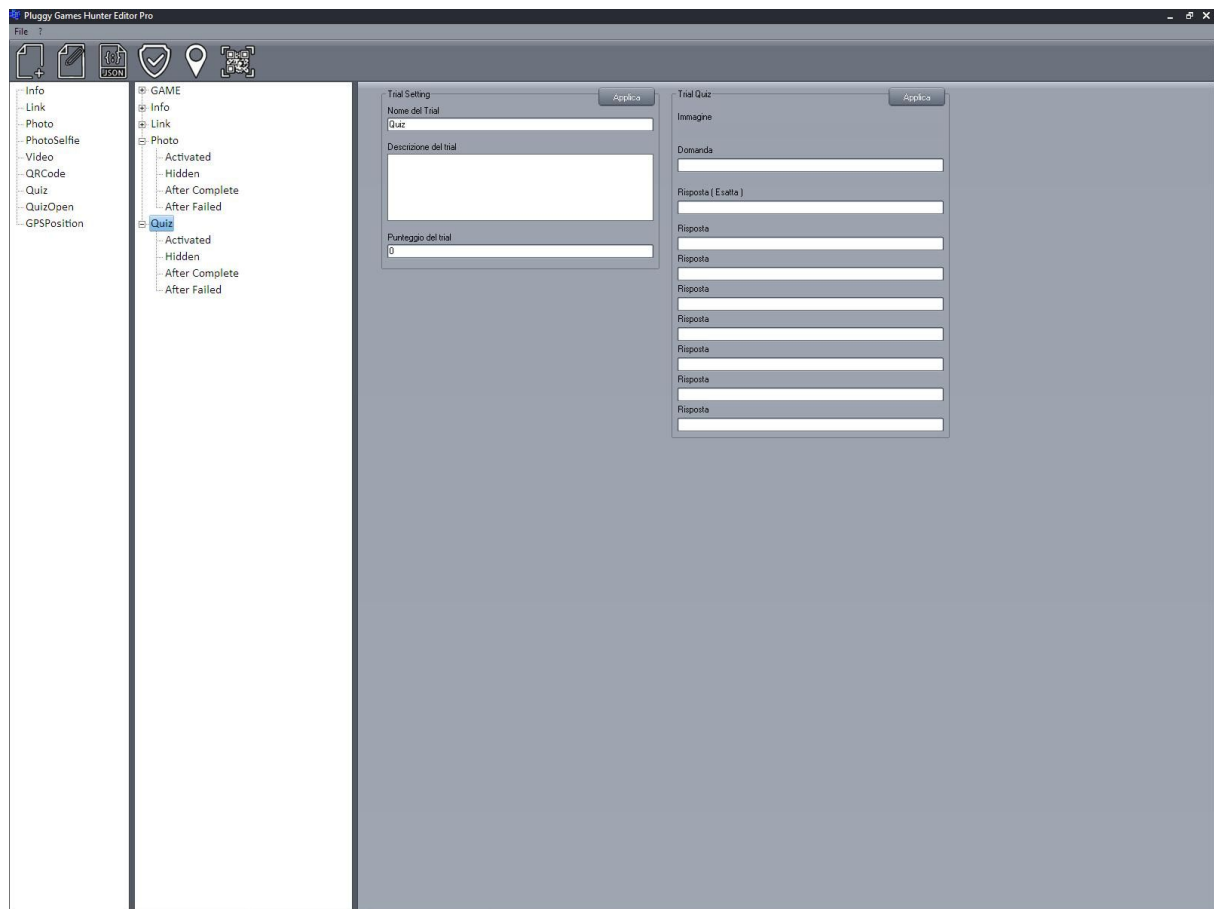 Pluggy Games Hunter Editor Pro
File ?
{;}
JSON
Info
Link
Photo
PhotoSelfie
Video
QRCode
Quiz
QuizOpen
GPSPosition
GAME
Info
Link
Photo
Activated
Hidden
After Complete
After Failed
Quiz
Activated
Hidden
After Complete
After Failed
Trial Setting
Applica
Nome del Trial
Quiz
Descrizione del trial
Punteggio del trial
0
Trial Quiz
Applica
Immagine
Domanda
Risposta ( Esatta )
Risposta
Risposta
Risposta
Risposta
Risposta
Risposta
Risposta